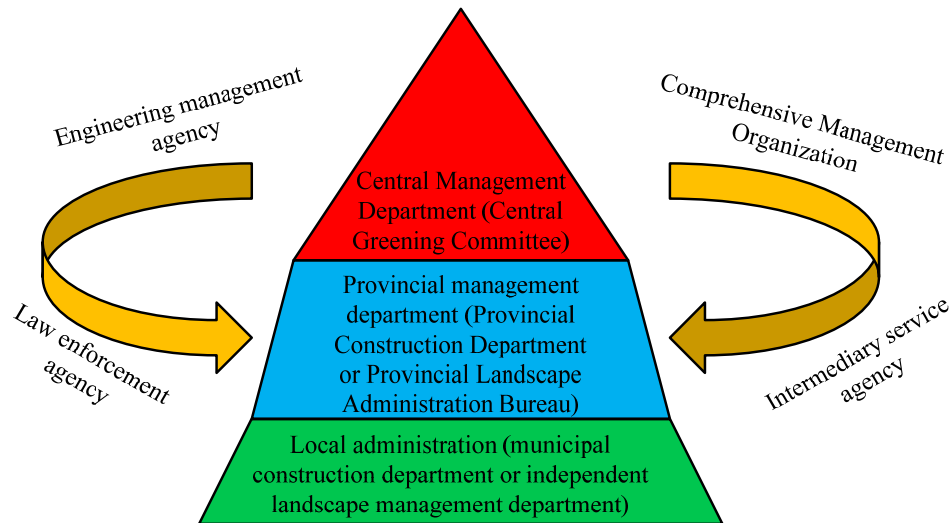 Engineering management
agency
Comprehensive Management
Organization
Central Management
Department (Central
Greening Committee)
Provincial management
department (Provincial
Construction Department
or Provincial Landscape
Administration Bureau)
Law enforcement
agency
Intermediary service
agency
Local administration (municipal
construction department or independent
landscape management department)